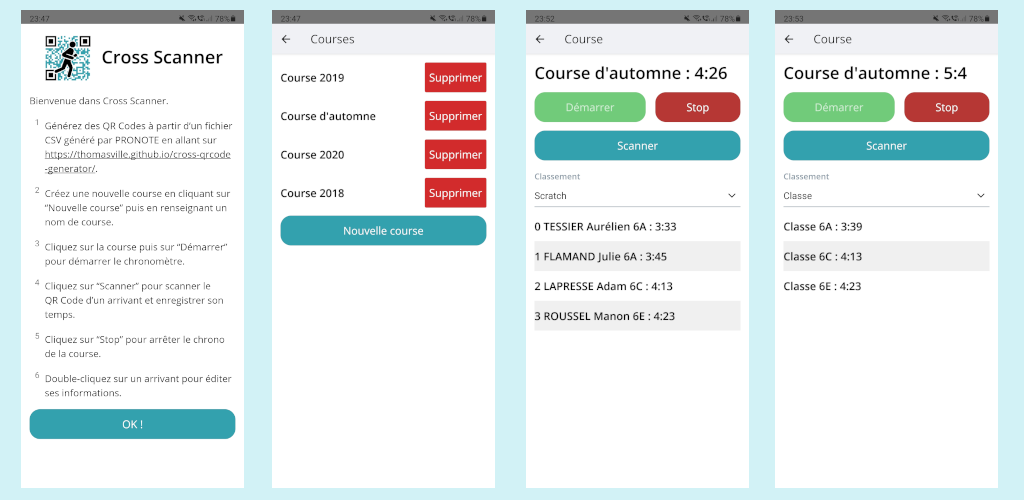 23:47
78%
Cross Scanner
Bienvenue dans Cross Scanner.
1 Générez des QR Codes à partir d'un fichier
CSV généré par PRONOTE en allant sur
https://thomasville.github.io/cross-qrcode
-generator/.
2 Créez une nouvelle course en cliquant sur
"Nouvelle course" puis en renseignant un
nom de course.
3 Cliquez sur la course puis sur "Démarrer"
pour démarrer le chronomètre.
4 Cliquez sur "Scanner" pour scanner le
QR Code d'un arrivant et enregistrer son
temps.
5 Cliquez sur "Stop" pour arrêter le chrono
de la course.
6 Double-cliquez sur un arrivant pour éditer
ses informations.
OK !
23:47
78%
Courses
Course 2019 Supprimer
Course d'automne Supprimer
Course 2020 Supprimer
Course 2018 Supprimer
Nouvelle course
23:52
78%
Course
Course d'automne : 4:26
Démarrer Stop
Scanner
Classement
Scratch
0 TESSIER Aurélien 6A : 3:33
1 FLAMAND Julie 6A : 3:45
2 LAPRESSE Adam 6C : 4:13
3 ROUSSEL Manon 6E : 4:23
23:53
78%
Course
Course d'automne : 5:4
Démarrer Stop
Scanner
Classement
Classe
Classe 6A : 3:39
Classe 6C : 4:13
Classe 6E : 4:23